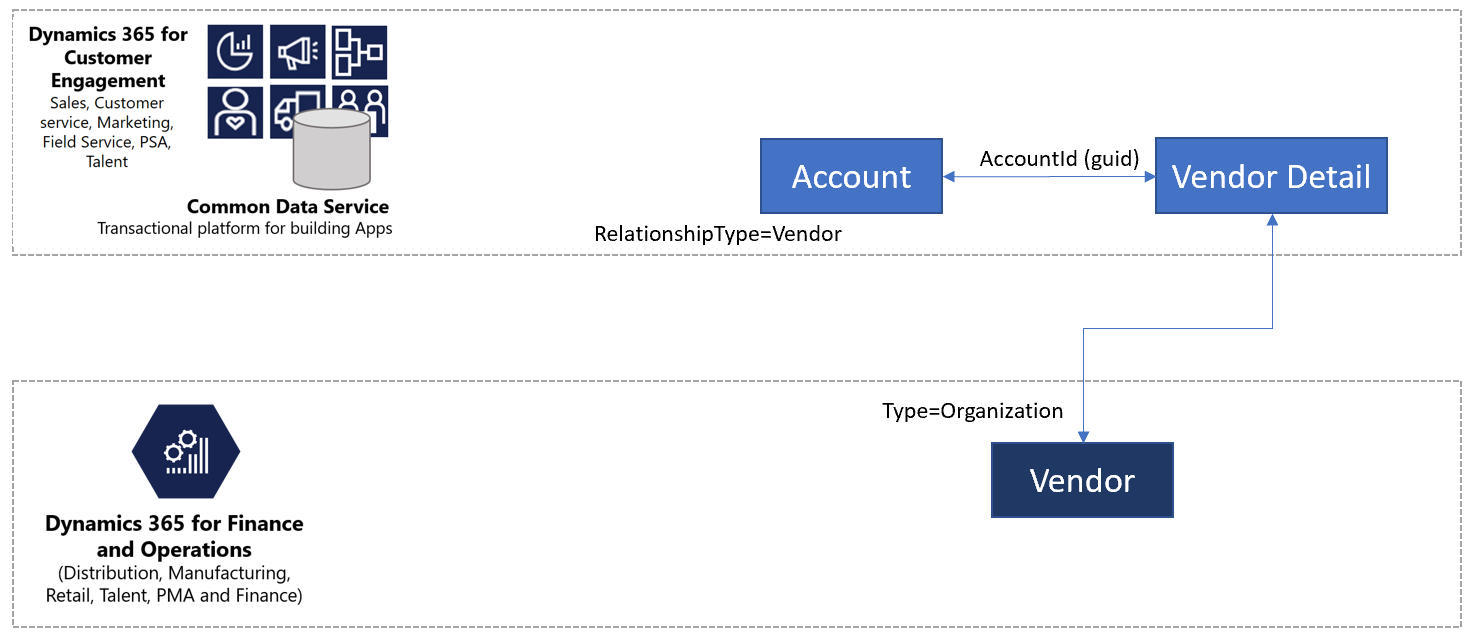 Dynamics 365 for
Customer
Engagement
Sales, Customer
service, Marketing,
Field Service, PSA,
Talent
Common Data Service
Transactional platform for building Apps
Account
AccountId (guid)
Vendor Detail
RelationshipType=Vendor
Type=Organization
Vendor
Dynamics 365 for Finance
and Operations
(Distribution, Manufacturing,
Retail, Talent, PMA and Finance)